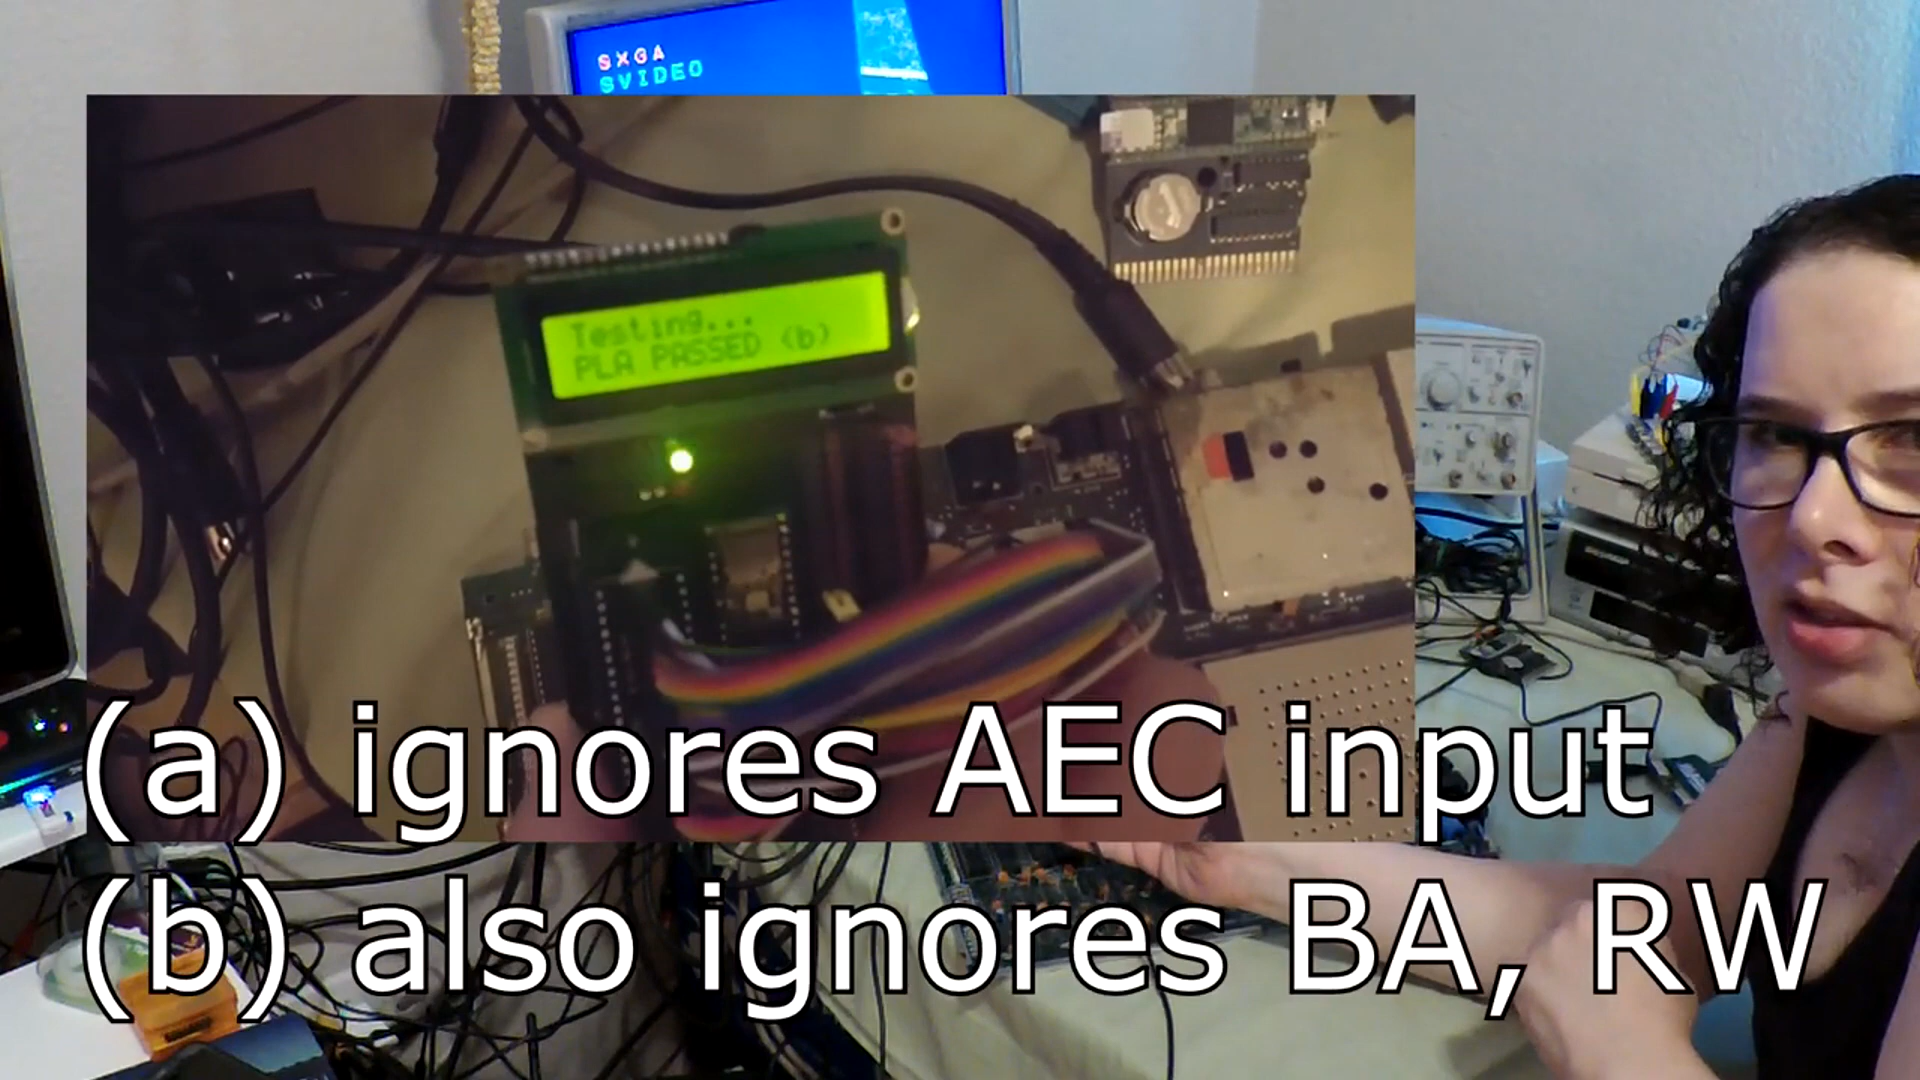 SXGA
SVIDEO
Testing...
PLA PASSED (b)
(a) ignores AEC input
(b) also ignores BA, RW